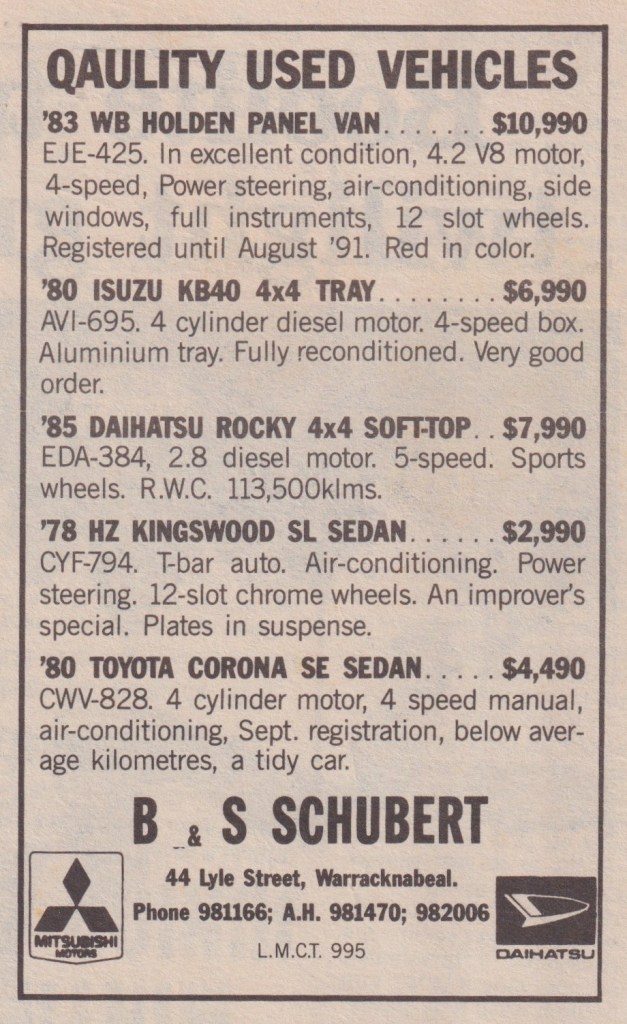 QAULITY USED VEHICLES
'83 WB HOLDEN PANEL VAN....... $10,990
EJE-425. In excellent condition, 4.2 V8 motor,
4-speed, Power steering, air-conditioning, side
windows, full instruments, 12 slot wheels.
Registered until August '91. Red in color.
'80 ISUZU KB40 4x4 TRAY........ $6,990
AVI-695. 4 cylinder diesel motor. 4-speed box.
Aluminium tray. Fully reconditioned. Very good
order.
'85 DAIHATSU ROCKY 4x4 SOFT-TOP.. $7,990
EDA-384, 2.8 diesel motor. 5-speed. Sports
wheels. R.W.C. 113,500klms.
'78 HZ KINGSWOOD SL SEDAN...... $2,990
CYF-794. T-bar auto. Air-conditioning. Power
steering. 12-slot chrome wheels. An improver's
special. Plates in suspense.
'80 TOYOTA CORONA SE SEDAN..... $4,490
CWV-828. 4 cylinder motor, 4 speed manual,
air-conditioning, Sept. registration, below aver-
age kilometres, a tidy car.
B & S SCHUBERT
44 Lyle Street, Warracknabeal.
Phone 981166; A.H. 981470; 982006
L.M.C.T. 995
MITSUBISHI
MOTORS
DAIHATSU